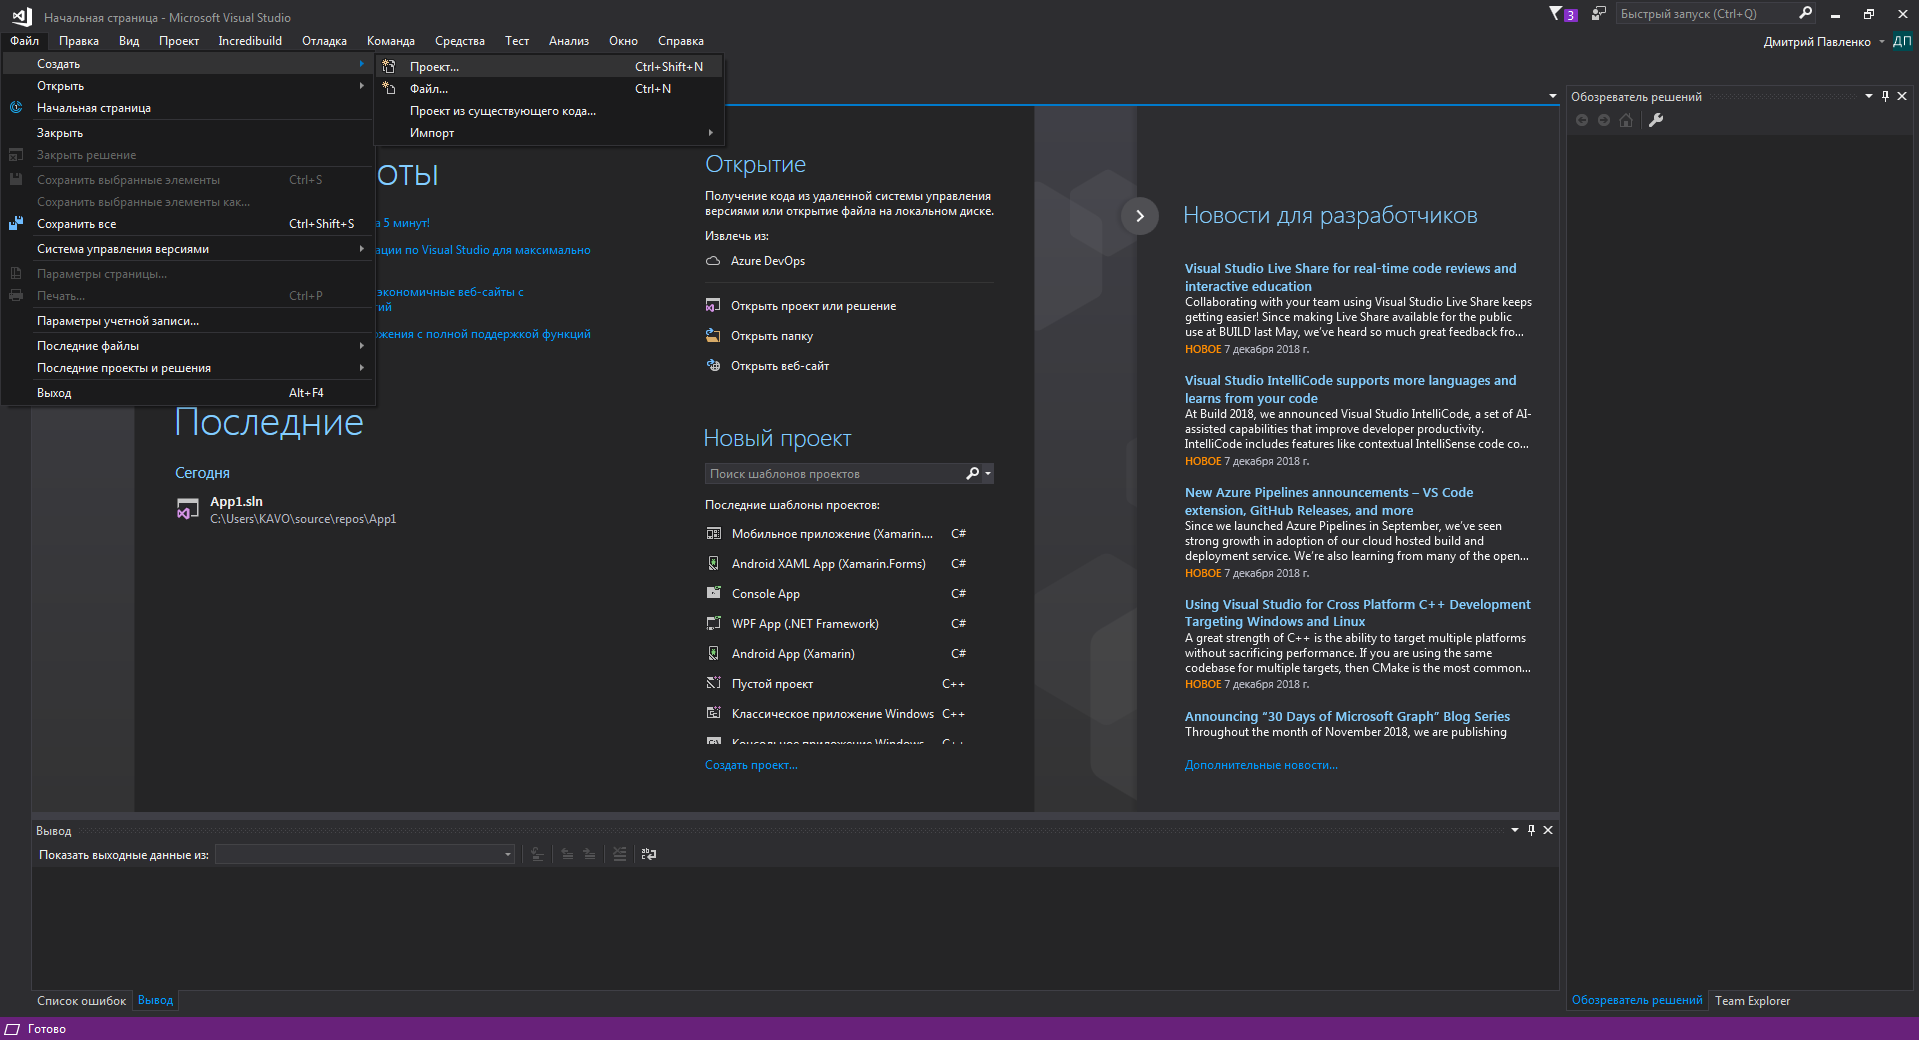 Начальная страница - Microsoft Visual Studio
3
Быстрый запуск (Ctrl+Q)
Файл Правка Вид Проект Incredibuild Отладка Команда Средства Тест Анализ Окно Справка
Дмитрий Павленко ДП
Создать
Открыть
Начальная страница
Закрыть
Закрыть решение
Сохранить выбранные элементы Ctrl+S
Сохранить выбранные элементы как...
Сохранить все Ctrl+Shift+S
Система управления версиями
Параметры страницы...
Печать... Ctrl+P
Параметры учетной записи...
Последние файлы
Последние проекты и решения
Выход Alt+F4
Проект... Ctrl+Shift+N
Файл... Ctrl+N
Проект из существующего кода...
Импорт
оты
а 5 минут!
ации по Visual Studio для максимально
экономичные веб-сайты с
ий
жения с полной поддержкой функций
Последние
Сегодня
App1.sln
C:\Users\KAVO\source\repos\App1
Открытие
Получение кода из удаленной системы управления
версиями или открытие файла на локальном диске.
Извлечь из:
Azure DevOps
Открыть проект или решение
Открыть папку
Открыть веб-сайт
Новый проект
Поиск шаблонов проектов
Последние шаблоны проектов:
Мобильное приложение (Xamarin.... C#
Android XAML App (Xamarin.Forms) C#
Console App C#
WPF App (.NET Framework) C#
Android App (Xamarin) C#
Пустой проект C++
Классическое приложение Windows C++
Консольное приложение Windows C++
Создать проект...
Новости для разработчиков
Visual Studio Live Share for real-time code reviews and
interactive education
Collaborating with your team using Visual Studio Live Share keeps
getting easier! Since making Live Share available for the public
use at BUILD last May, we've heard so much great feedback fro...
НОВОЕ 7 декабря 2018 г.
Visual Studio IntelliCode supports more languages and
learns from your code
At Build 2018, we announced Visual Studio IntelliCode, a set of AI-
assisted capabilities that improve developer productivity.
IntelliCode includes features like contextual IntelliSense code co...
НОВОЕ 7 декабря 2018 г.
New Azure Pipelines announcements – VS Code
extension, GitHub Releases, and more
Since we launched Azure Pipelines in September, we've seen
strong growth in adoption of our cloud hosted build and
deployment service. We're also learning from many of the open...
НОВОЕ 7 декабря 2018 г.
Using Visual Studio for Cross Platform C++ Development
Targeting Windows and Linux
A great strength of C++ is the ability to target multiple platforms
without sacrificing performance. If you are using the same
codebase for multiple targets, then CMake is the most common...
НОВОЕ 7 декабря 2018 г.
Announcing “30 Days of Microsoft Graph” Blog Series
Throughout the month of November 2018, we are publishing
Дополнительные новости...
Обозреватель решений
Вывод
Показать выходные данные из:
Список ошибок Вывод
Обозреватель решений Team Explorer
Готово